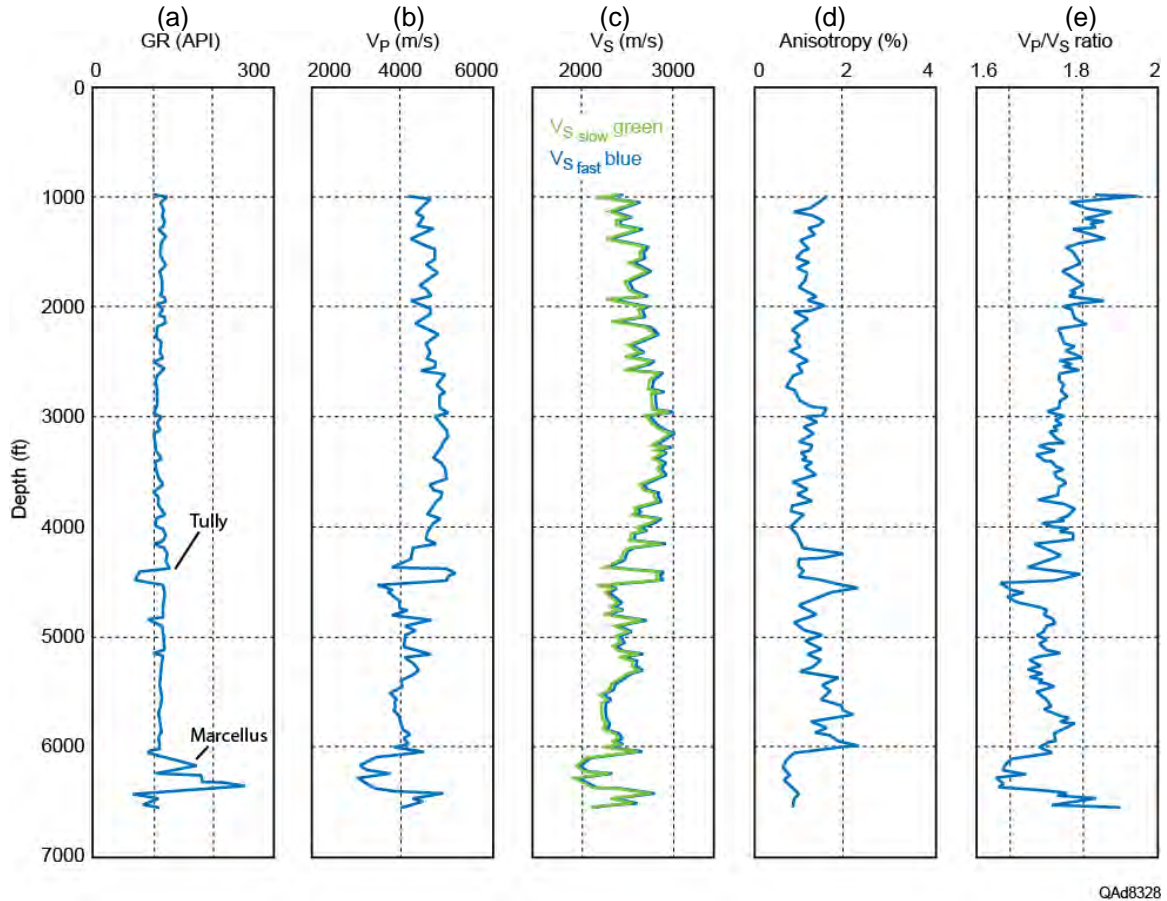 (a) (b) (c) (d) (e)
GR (API) VP (m/s) VS (m/s) Anisotropy (%) VP/VS ratio
0 300 2000 4000 6000 2000 3000 0 2 4 1.6 1.8 2
0
VS slow green
VS fast blue
1000
2000
3000
Depth (ft)
4000
Tully
5000
Marcellus
6000
7000
QAd8328